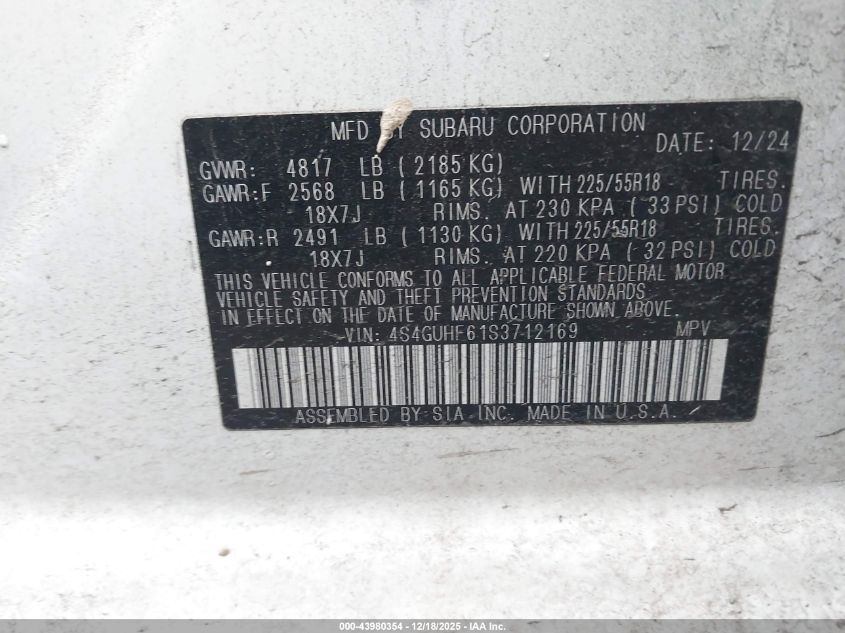 MFD BY SUBARU CORPORATION
DATE: 12/24
GVWR: 4817 LB ( 2185 KG)
GAWR:F 2568 LB ( 1165 KG) WITH 225/55R18 TIRES.
18X7J RIMS. AT 230 KPA ( 33 PSI) COLD
GAWR:R 2491 LB ( 1130 KG) WITH 225/55R18 TIRES.
18X7J RIMS. AT 220 KPA ( 32 PSI) COLD
THIS VEHICLE CONFORMS TO ALL APPLICABLE FEDERAL MOTOR
VEHICLE SAFETY AND THEFT PREVENTION STANDARDS
IN EFFECT ON THE DATE OF MANUFACTURE SHOWN ABOVE.
VIN: 4S4GUHF61S3712169 MPV
ASSEMBLED BY SIA INC. MADE IN U.S.A.
000-43980354 - 12/18/2025 - IAA Inc.